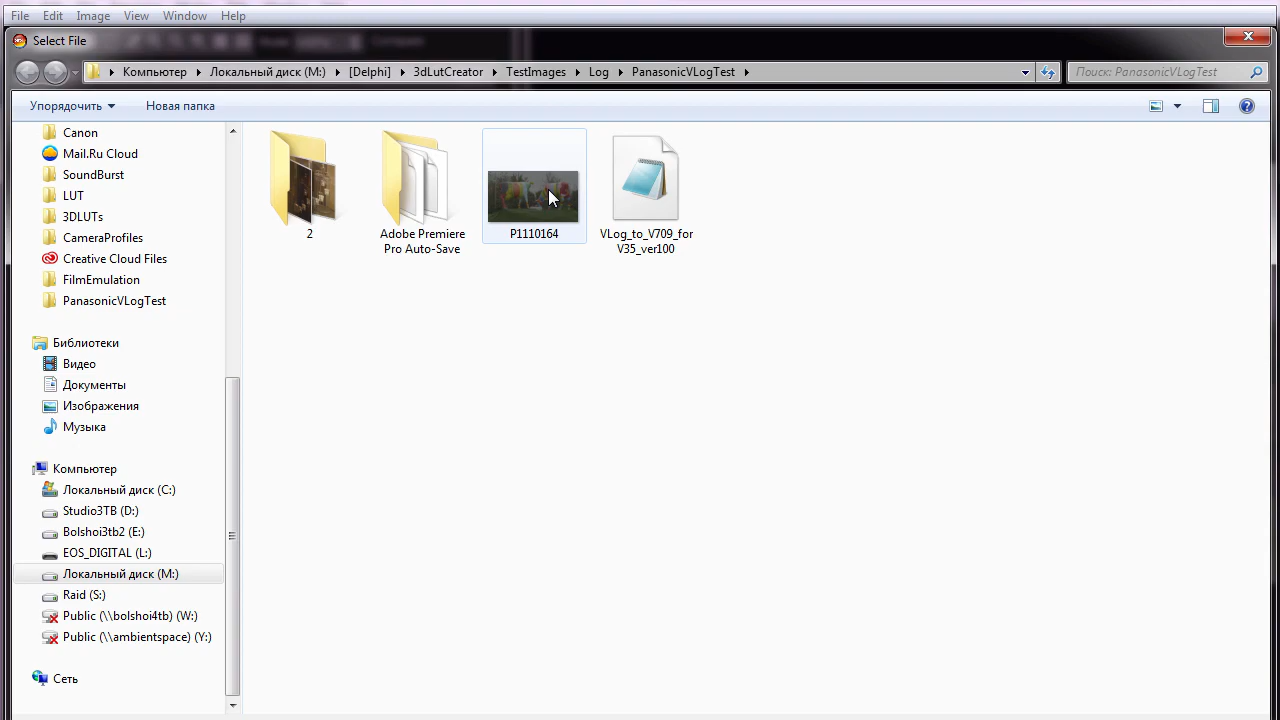 File Edit Image View Window Help
Select File
Компьютер Локальный диск (M:) [Delphi] 3dLutCreator TestImages Log PanasonicVLogTest
Поиск: PanasonicVLogTest
Упорядочить Новая папка
Canon
Mail.Ru Cloud
SoundBurst
LUT
3DLUTs
CameraProfiles
Creative Cloud Files
FilmEmulation
PanasonicVLogTest
Библиотеки
Видео
Документы
Изображения
Музыка
Компьютер
Локальный диск (C:)
Studio3TB (D:)
Bolshoi3tb2 (E:)
EOS_DIGITAL (L:)
Локальный диск (M:)
Raid (S:)
Public (\\bolshoi4tb) (W:)
Public (\\ambientspace) (Y:)
Сеть
2
Adobe Premiere
Pro Auto-Save
P1110164
VLog_to_V709_for
V35_ver100